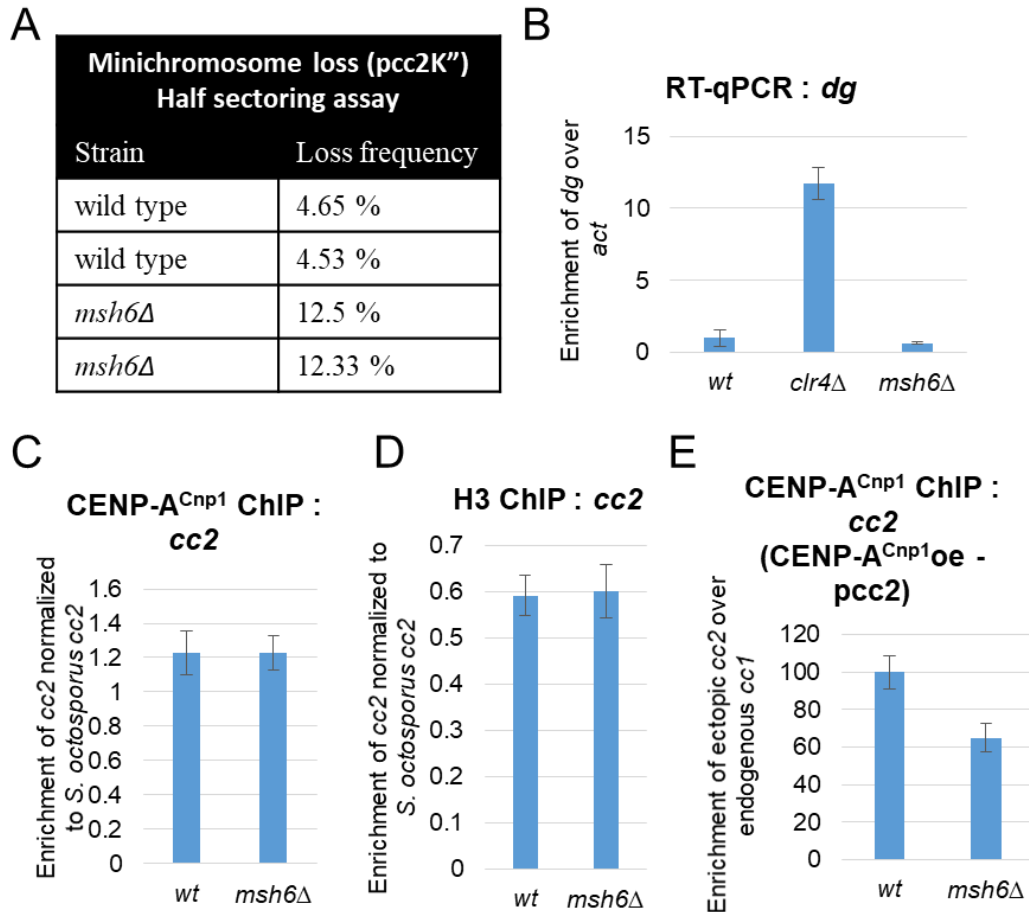 A
Minichromosome loss (pcc2K”)
Half sectoring assay
Strain Loss frequency
wild type 4.65 %
wild type 4.53 %
msh6Δ 12.5 %
msh6Δ 12.33 %
B
RT-qPCR : dg
Enrichment of dg over
act
15
10
5
0
wt clr4Δ msh6Δ
C
CENP-A^Cnp1 ChIP :
cc2
Enrichment of cc2 normalized
to S. octosporus cc2
1.6
1.4
1.2
1
0.8
0.6
0.4
0.2
0
wt msh6Δ
D
H3 ChIP : cc2
Enrichment of cc2 normalized to
S. octosporus cc2
0.7
0.6
0.5
0.4
0.3
0.2
0.1
0
wt msh6Δ
E
CENP-A^Cnp1 ChIP :
cc2
(CENP-A^Cnp1oe -
pcc2)
Enrichment of ectopic cc2 over
endogenous cc1
120
100
80
60
40
20
0
wt msh6Δ